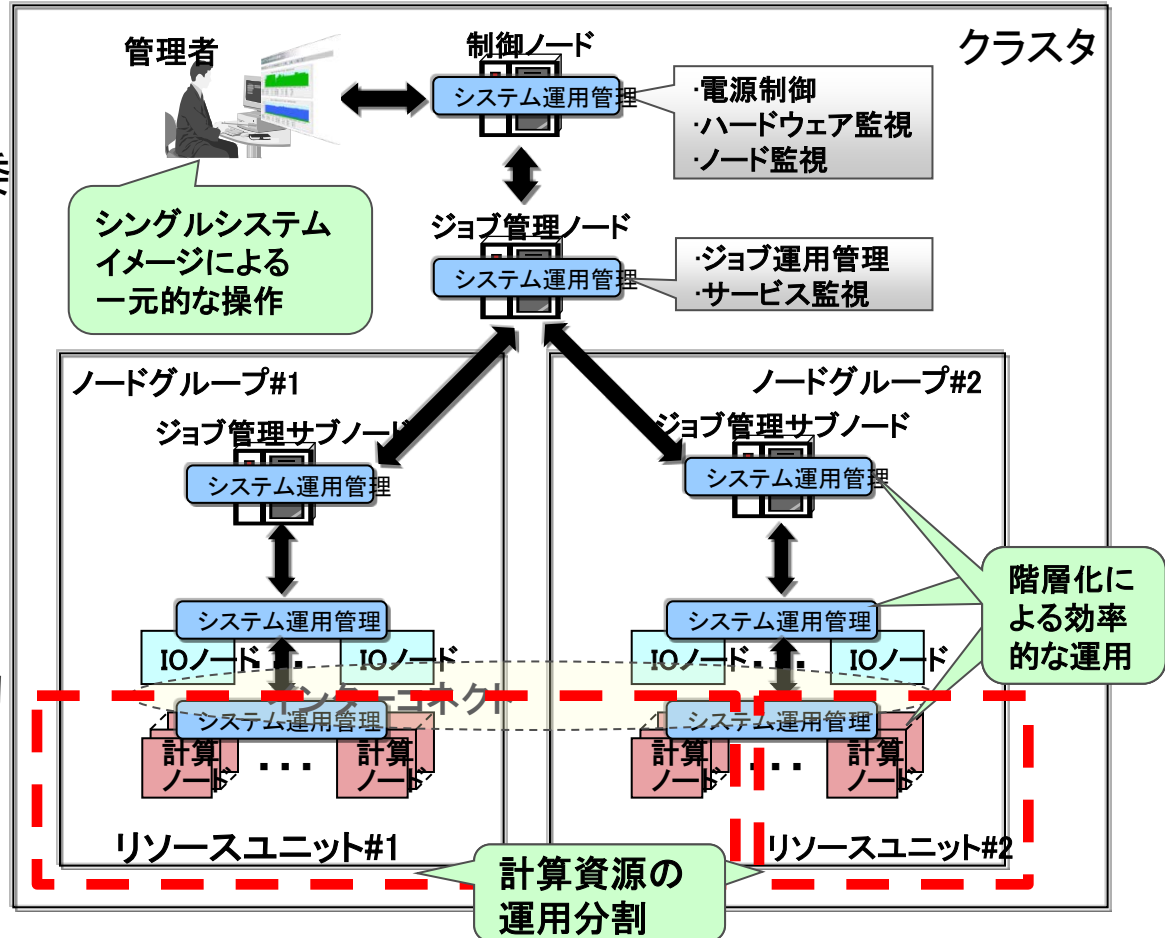 クラスタ
管理者
制御ノード
システム運用管理
･電源制御
･ハードウェア監視
･ノード監視
シングルシステム
イメージによる
一元的な操作
ジョブ管理ノード
システム運用管理
･ジョブ運用管理
･サービス監視
ノードグループ#1
ノードグループ#2
ジョブ管理サブノード
ジョブ管理サブノード
システム運用管理
システム運用管理
階層化に
よる効率
的な運用
システム運用管理
システム運用管理
IOノード ・・・ IOノード
IOノード ・・・ IOノード
インターコネクト
システム運用管理
システム運用管理
計算
ノード
・・・
計算
ノード
計算
ノード
・・・
計算
ノード
リソースユニット#1
リソースユニット#2
計算資源の
運用分割